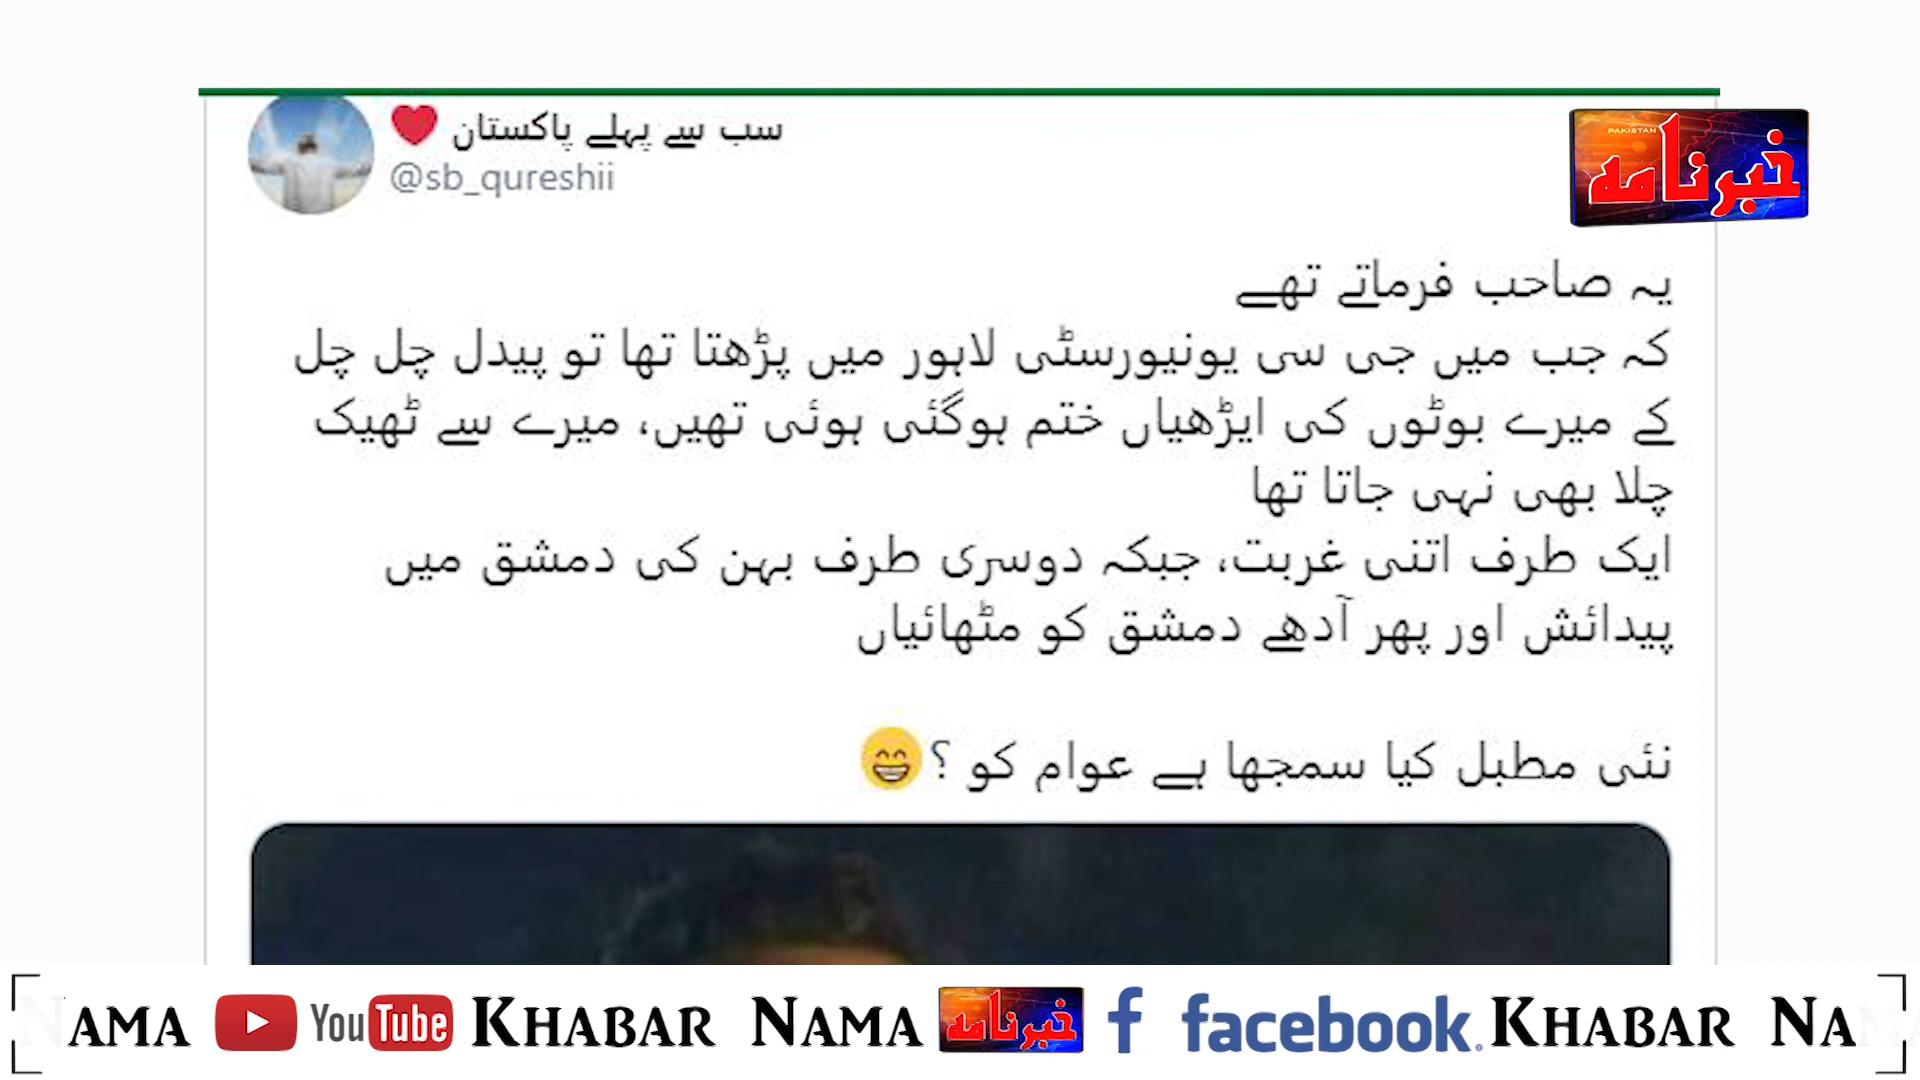 سب سے پہلے پاکستان ❤
@sb_qureshii
PAKISTAN
خبرنامہ
یہ صاحب فرماتے تھے
کہ جب میں جی سی یونیورسٹی لاہور میں پڑھتا تھا تو پیدل چل چل
کے میرے بوٹوں کی ایڑھیاں ختم ہوگئی ہوئی تھیں، میرے سے ٹھیک
چلا بھی نہی جاتا تھا
ایک طرف اتنی غربت، جبکہ دوسری طرف بہن کی دمشق میں
پیدائش اور پھر آدھے دمشق کو مٹھائیاں
نئی مطبل کیا سمجھا ہے عوام کو ؟😁
NAMA YouTube KHABAR NAMA خبرنامہ f facebook. KHABAR NA